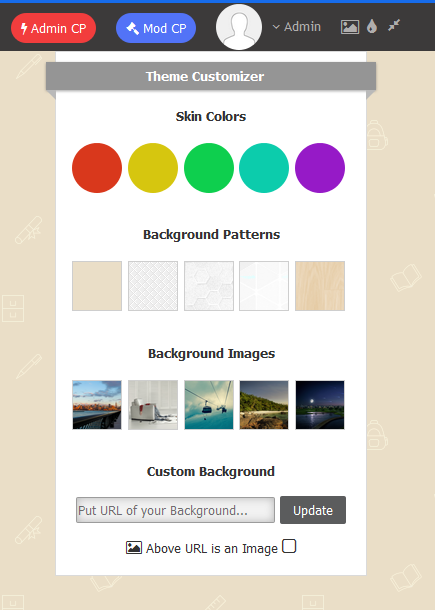 Admin CP
Mod CP
Admin
Theme Customizer
Skin Colors
Background Patterns
Background Images
Custom Background
Put URL of your Background...
Update
Above URL is an Image